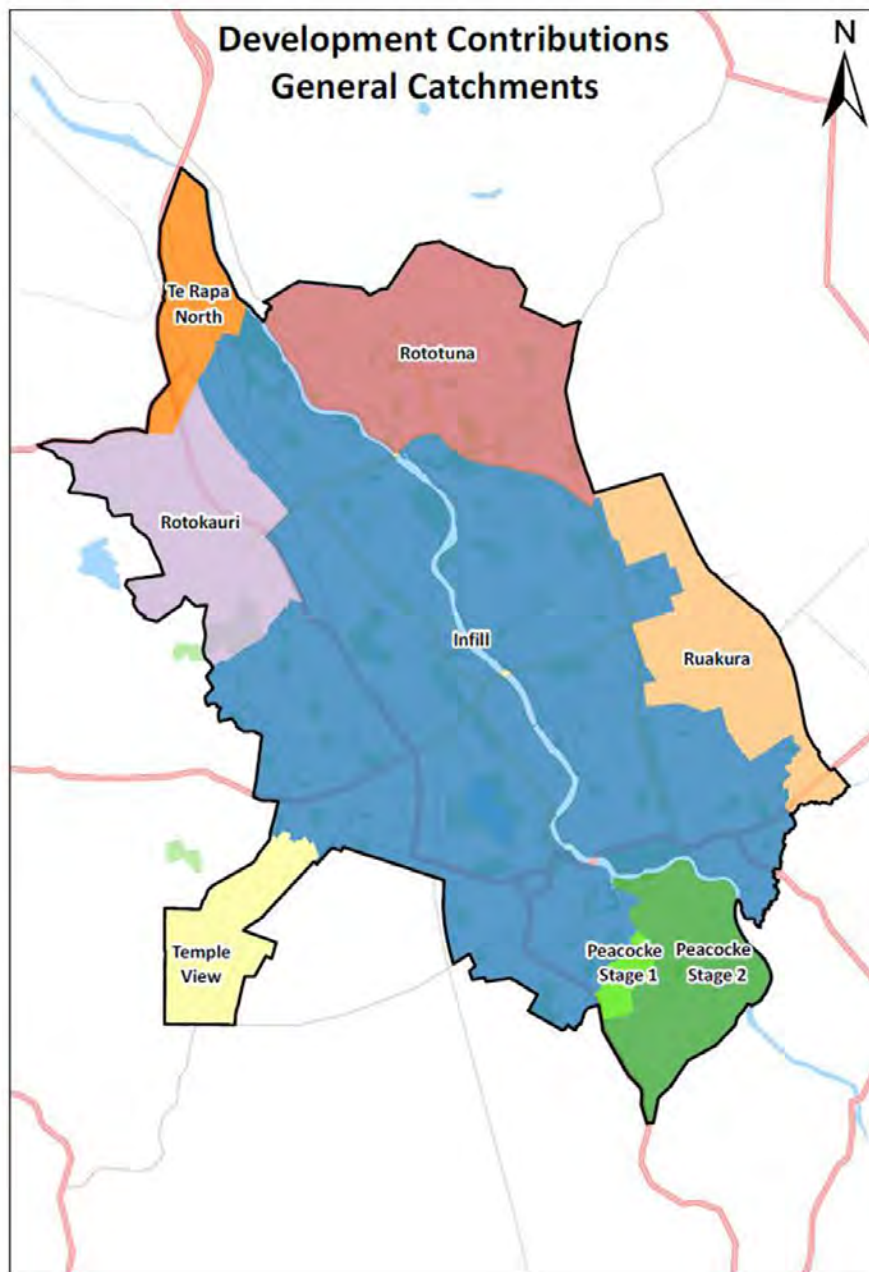 Development Contributions
General Catchments
N
Te Rapa
North
Rototuna
Rotokauri
Infill
Ruakura
Temple
View
Peacocke
Stage 1
Peacocke
Stage 2